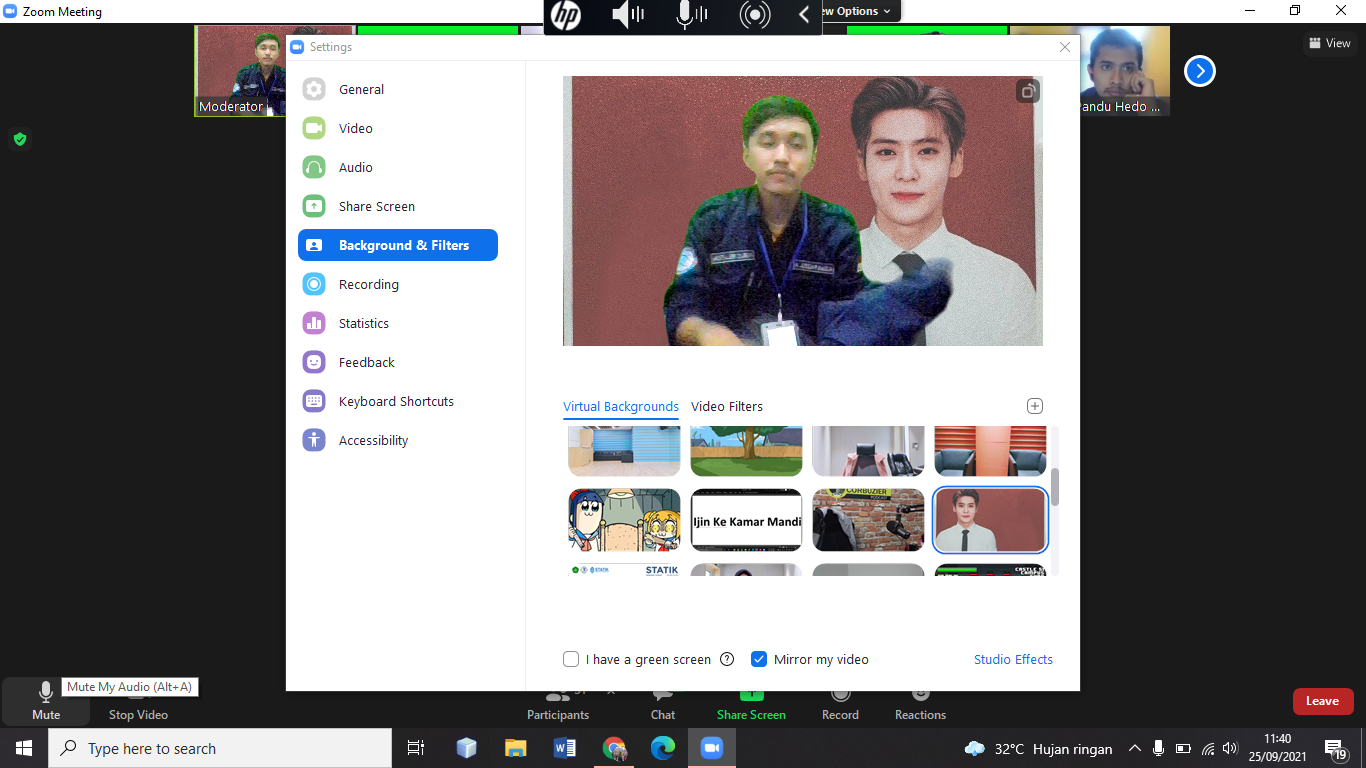 Zoom Meeting
hp
ew Options
View
Moderator
Pandu Hedo ...
Settings
General
Video
Audio
Share Screen
Background & Filters
Recording
Statistics
Feedback
Keyboard Shortcuts
Accessibility
Virtual Backgrounds
Video Filters
CORBUZIER
PODCAST
Ijin Ke Kamar Mandi
STATIK
STATIK
I have a green screen
Mirror my video
Studio Effects
Mute My Audio (Alt+A)
Mute
Stop Video
Participants
Chat
Share Screen
Record
Reactions
Leave
Type here to search
32°C Hujan ringan
11:40
25/09/2021
19